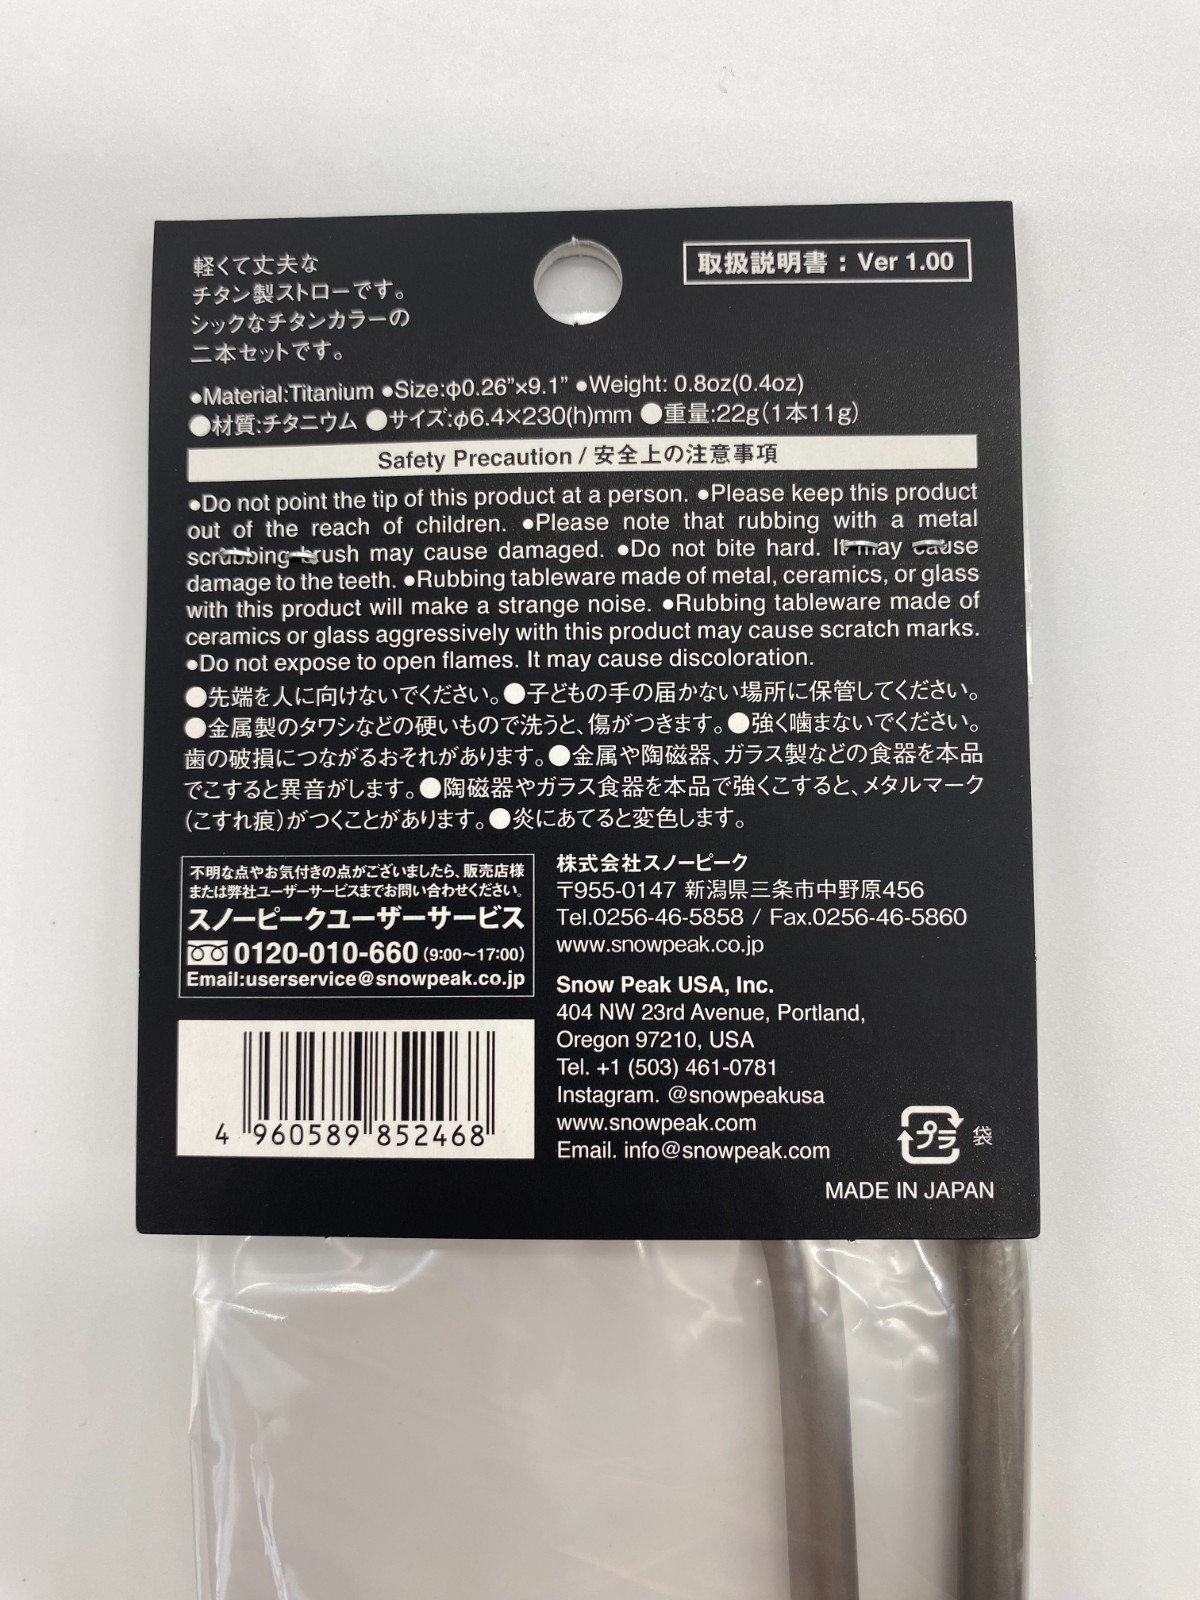 軽くて丈夫な
チタン製ストローです。
シックなチタンカラーの
二本セットです。
取扱説明書：Ver 1.00
●Material:Titanium ●Size:φ0.26”×9.1” ●Weight: 0.8oz(0.4oz)
●材質:チタニウム ●サイズ:φ6.4×230(h)mm ●重量:22g(1本11g)
Safety Precaution / 安全上の注意事項
●Do not point the tip of this product at a person. ●Please keep this product
out of the reach of children. ●Please note that rubbing with a metal
scrubbing brush may cause damaged. ●Do not bite hard. It may cause
damage to the teeth. ●Rubbing tableware made of metal, ceramics, or glass
with this product will make a strange noise. ●Rubbing tableware made of
ceramics or glass aggressively with this product may cause scratch marks.
●Do not expose to open flames. It may cause discoloration.
●先端を人に向けないでください。●子どもの手の届かない場所に保管してください。
●金属製のタワシなどの硬いもので洗うと、傷がつきます。●強く噛まないでください。
歯の破損につながるおそれがあります。●金属や陶磁器、ガラス製などの食器を本品
でこすると異音がします。●陶磁器やガラス食器を本品で強くこすると、メタルマーク
(こすれ痕)がつくことがあります。●炎にあてると変色します。
不明な点やお気付きの点がございましたら、販売店様
または弊社ユーザーサービスまでお問い合わせください。
スノーピークユーザーサービス
0120-010-660 (9:00〜17:00)
Email:userservice@snowpeak.co.jp
4 960589 852468
株式会社スノーピーク
〒955-0147 新潟県三条市中野原456
Tel.0256-46-5858 / Fax.0256-46-5860
www.snowpeak.co.jp
Snow Peak USA, Inc.
404 NW 23rd Avenue, Portland,
Oregon 97210, USA
Tel. +1 (503) 461-0781
Instagram. @snowpeakusa
www.snowpeak.com
Email. info@snowpeak.com
プラ 袋
MADE IN JAPAN